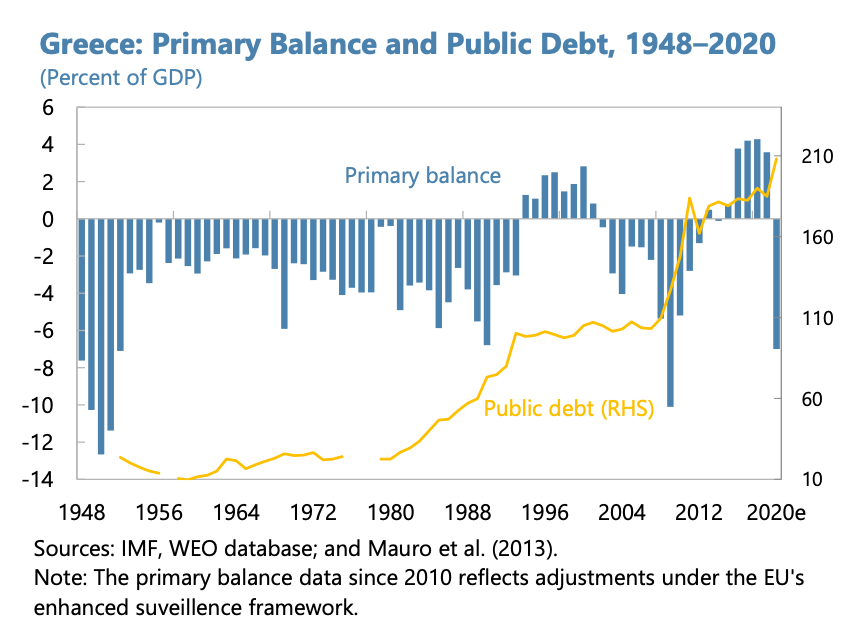 Greece: Primary Balance and Public Debt, 1948–2020
(Percent of GDP)
6
4
2
0
-2
-4
-6
-8
-10
-12
-14
Primary balance
Public debt (RHS)
210
160
110
60
10
1948 1956 1964 1972 1980 1988 1996 2004 2012 2020e
Sources: IMF, WEO database; and Mauro et al. (2013).
Note: The primary balance data since 2010 reflects adjustments under the EU's
enhanced suveillence framework.